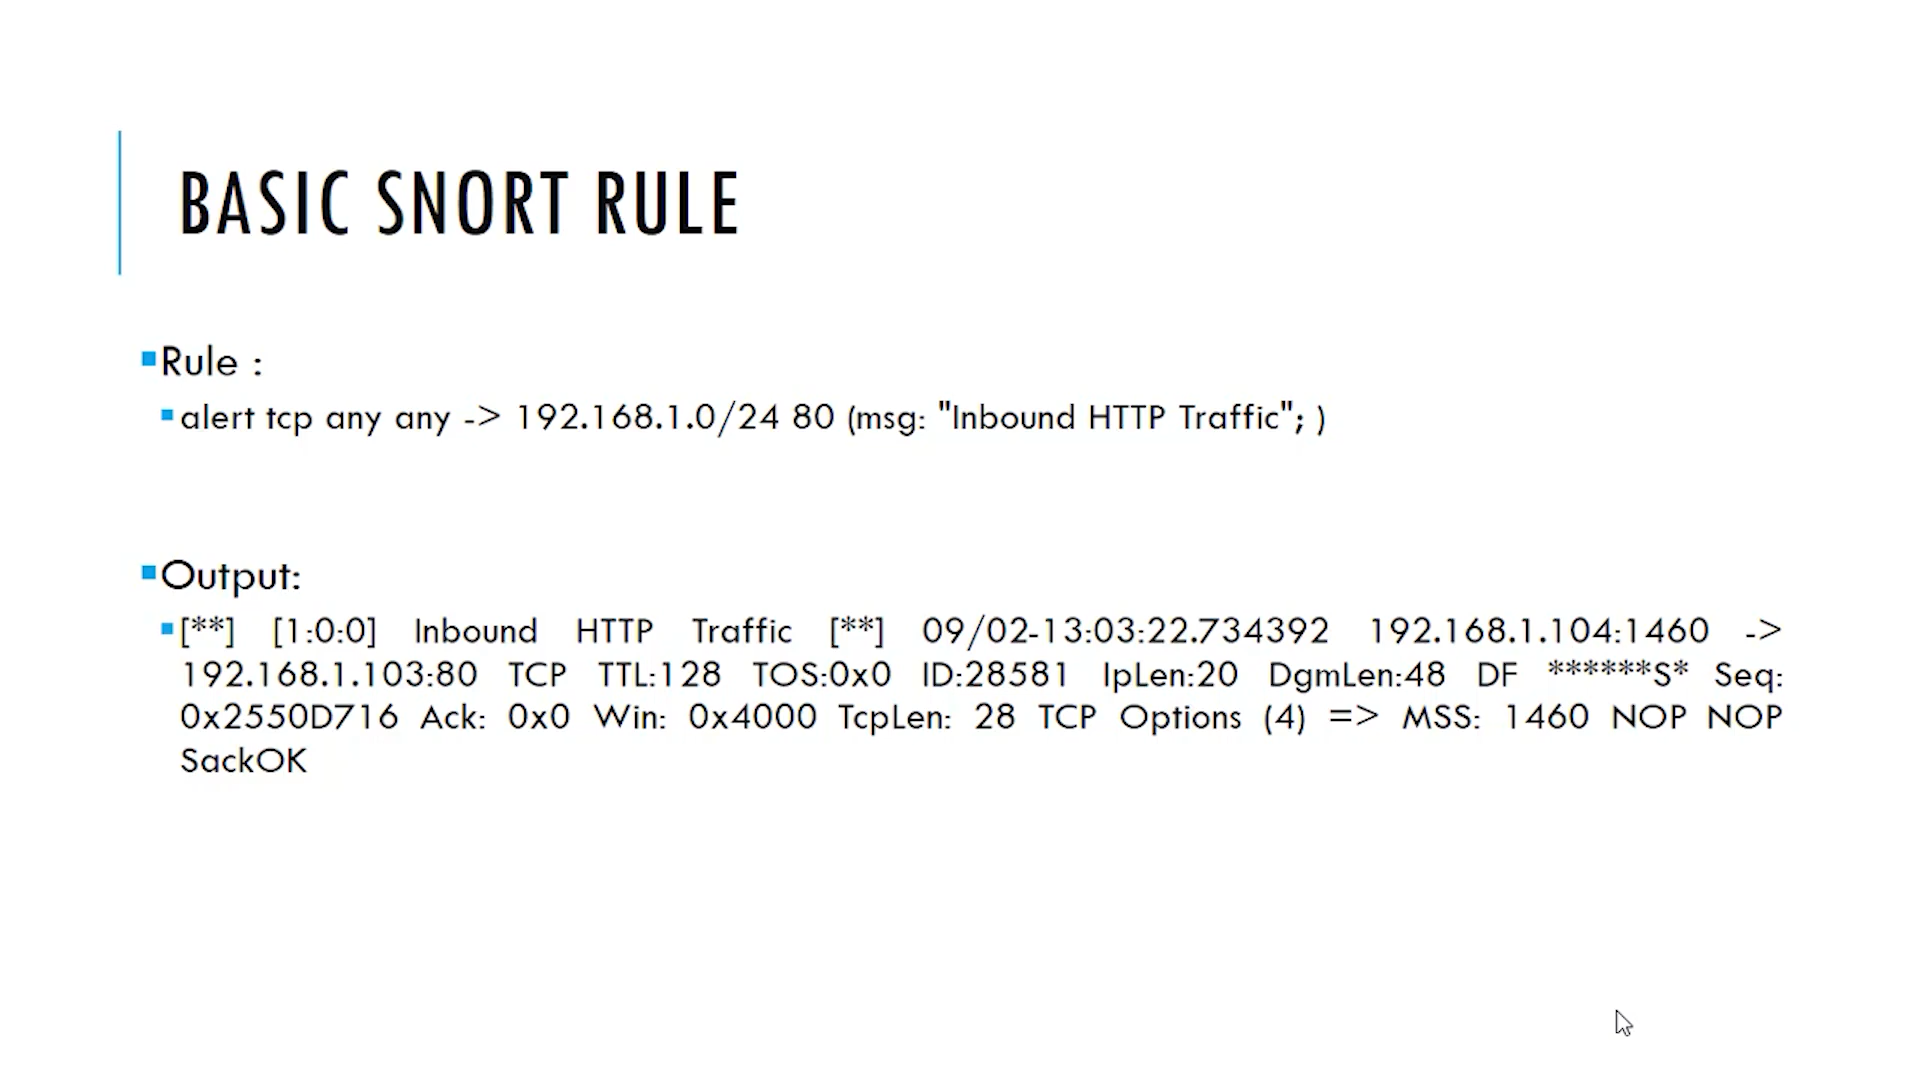 BASIC SNORT RULE
Rule :
alert tcp any any -> 192.168.1.0/24 80 (msg: "Inbound HTTP Traffic"; )
Output:
[**] [1:0:0] Inbound HTTP Traffic [**] 09/02-13:03:22.734392 192.168.1.104:1460 ->
192.168.1.103:80 TCP TTL:128 TOS:0x0 ID:28581 IpLen:20 DgmLen:48 DF ******S* Seq:
0x2550D716 Ack: 0x0 Win: 0x4000 TcpLen: 28 TCP Options (4) => MSS: 1460 NOP NOP
SackOK